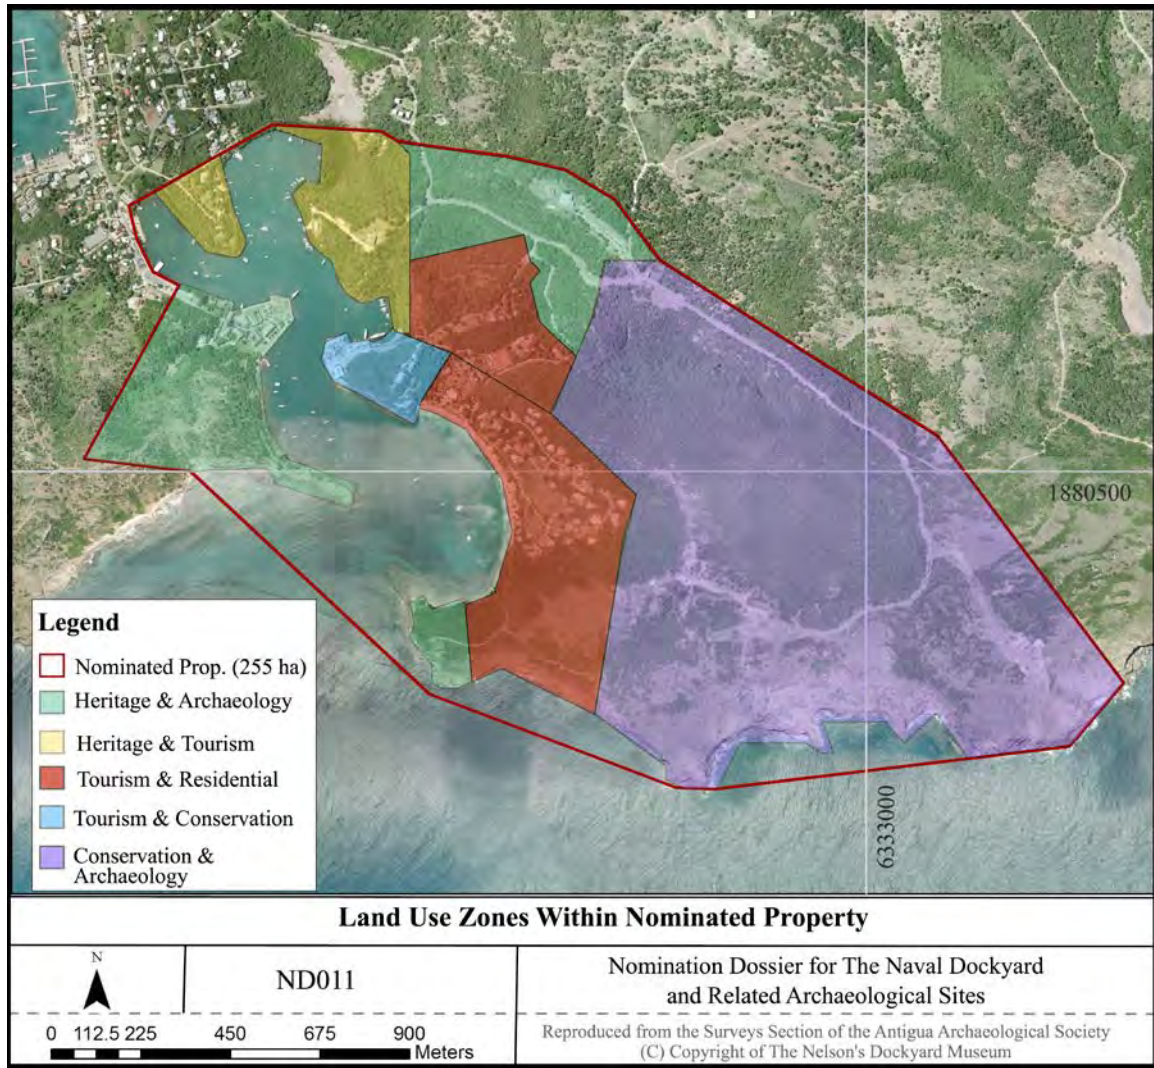 1880500
6333000
Legend
Nominated Prop. (255 ha)
Heritage & Archaeology
Heritage & Tourism
Tourism & Residential
Tourism & Conservation
Conservation &
Archaeology
Land Use Zones Within Nominated Property
N
ND011
0 112.5 225 450 675 900
Meters
Nomination Dossier for The Naval Dockyard
and Related Archaeological Sites
Reproduced from the Surveys Section of the Antigua Archaeological Society
(C) Copyright of The Nelson's Dockyard Museum